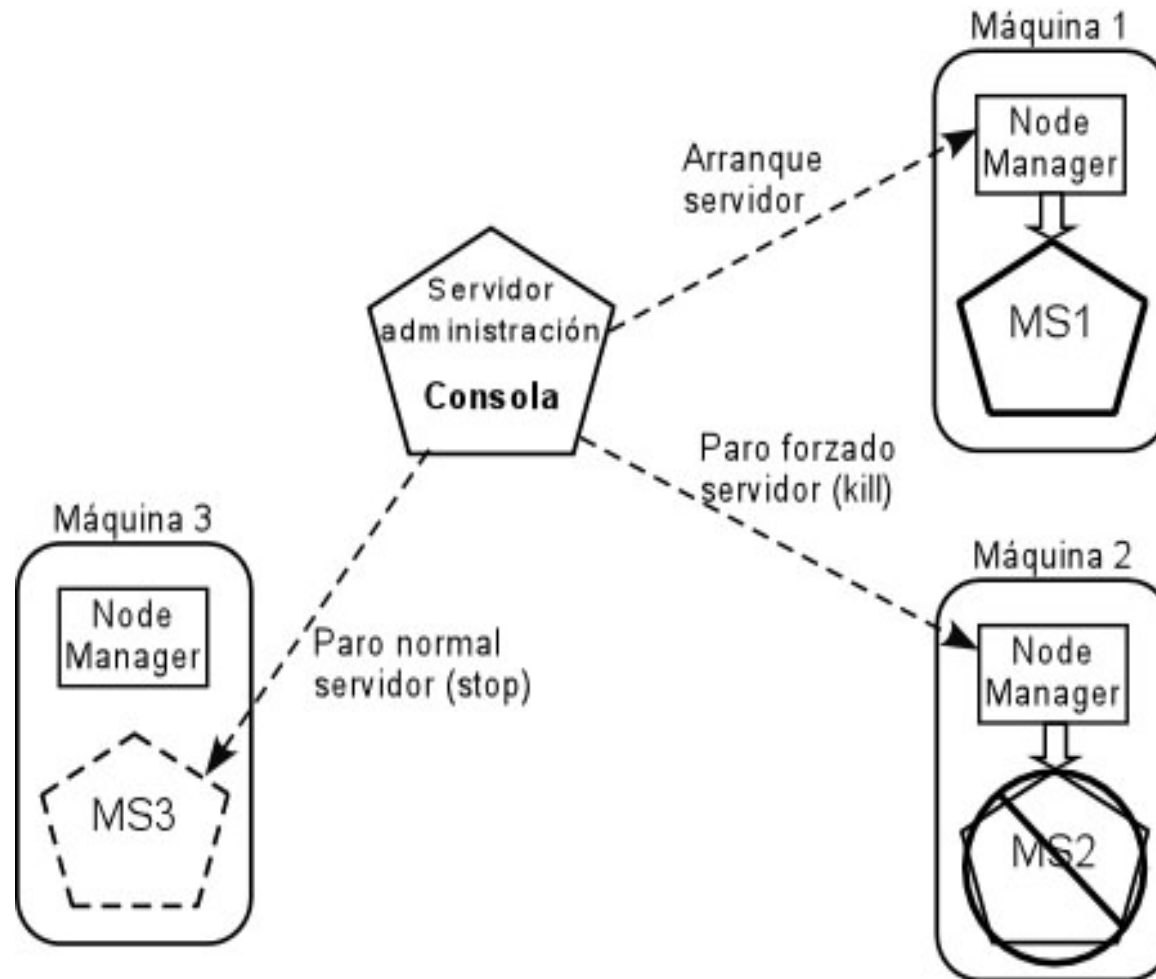 Máquina 1
Node
Manager
MS1
Arranque
servidor
Servidor
administración
Consola
Paro forzado
servidor (kill)
Máquina 2
Node
Manager
MS2
Máquina 3
Node
Manager
MS3
Paro normal
servidor (stop)